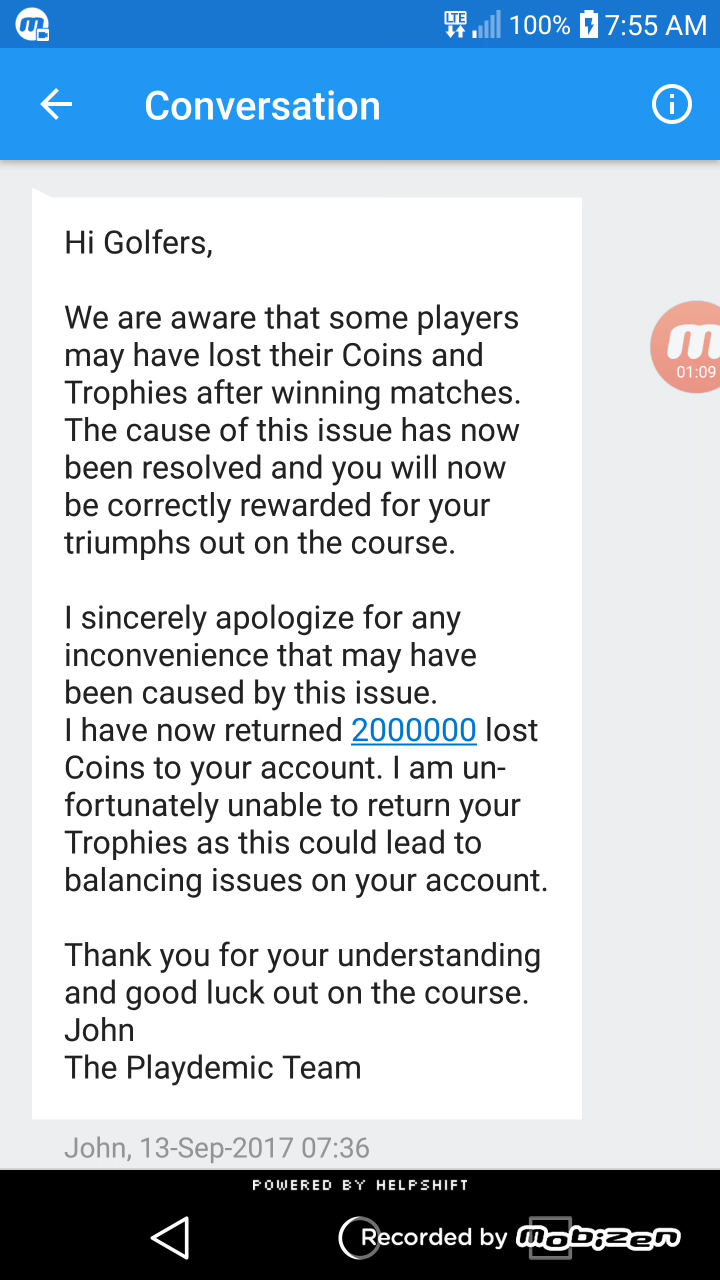 LTE 100% 7:55 AM
Conversation
Hi Golfers,
We are aware that some players
may have lost their Coins and
Trophies after winning matches.
The cause of this issue has now
been resolved and you will now
be correctly rewarded for your
triumphs out on the course.
m
01:09
I sincerely apologize for any
inconvenience that may have
been caused by this issue.
I have now returned 2000000 lost
Coins to your account. I am un-
fortunately unable to return your
Trophies as this could lead to
balancing issues on your account.
Thank you for your understanding
and good luck out on the course.
John
The Playdemic Team
John, 13-Sep-2017 07:36
POWERED BY HELPSHIFT
Recorded by mobizen